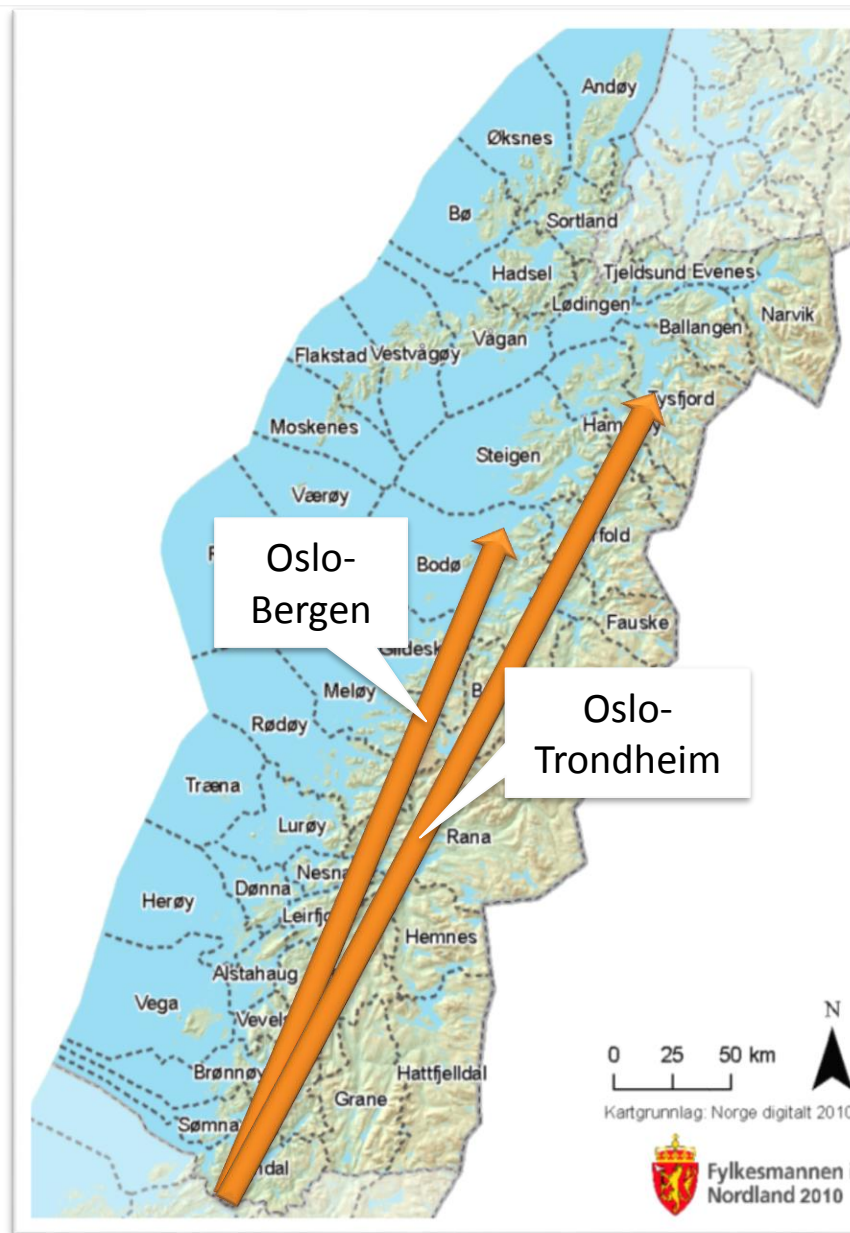 Andøy
Øksnes
Bø
Sortland
Hadsel
Tjeldsund Evenes
Lødingen
Narvik
Ballangen
Vågan
Flakstad Vestvågøy
Tysfjord
Moskenes
Steigen
Værøy
Oslo-
Bergen
Bodø
Fauske
Meløy
Oslo-
Trondheim
Rødøy
Træna
Lurøy
Rana
Dønna
Herøy
Hemnes
Alstahaug
Vega
N
0 25 50 km
Hattfjelldal
Grane
Kartgrunnlag: Norge digitalt 2010
Fylkesmannen i
Nordland 2010